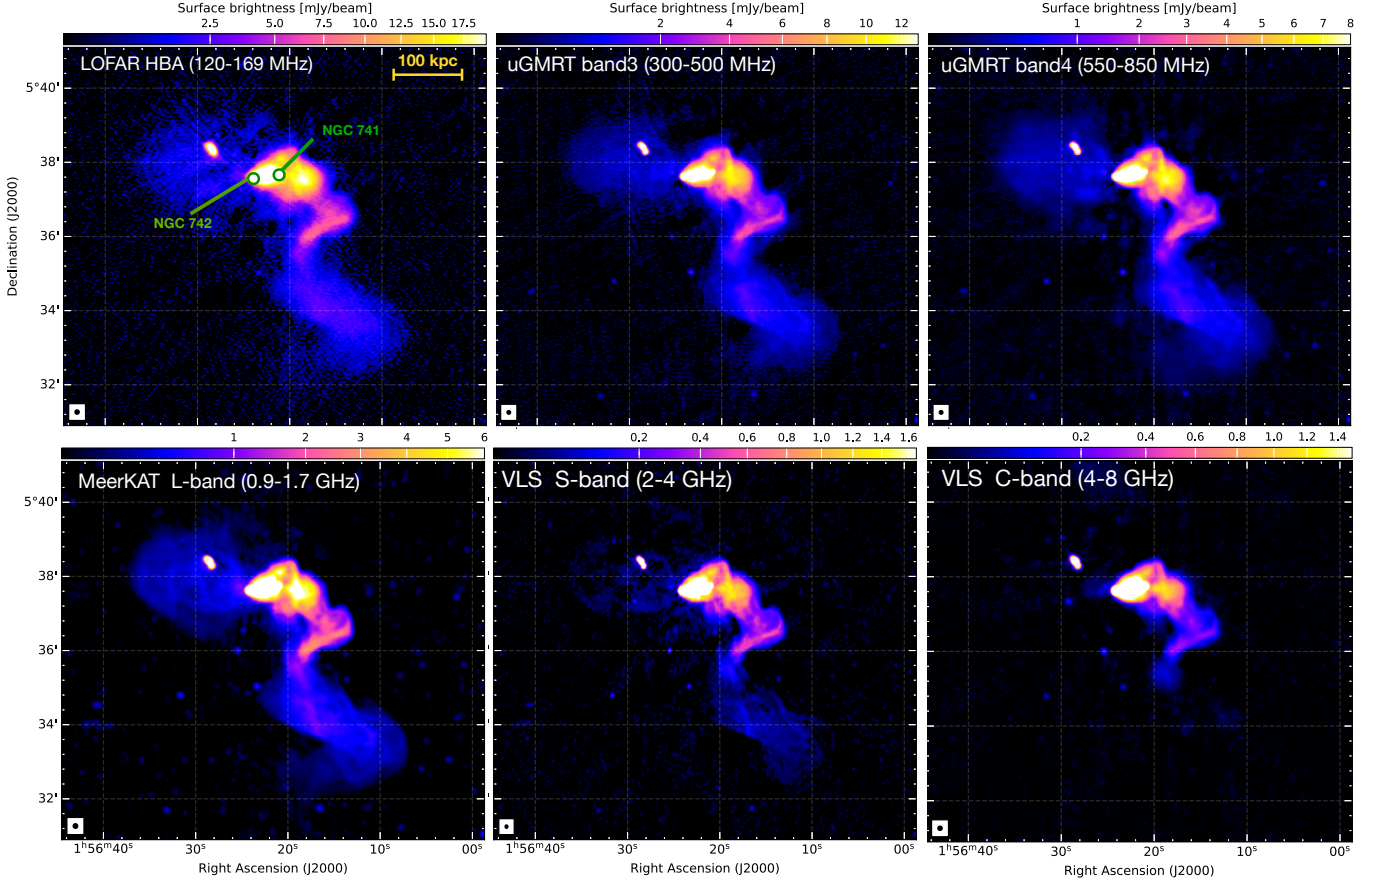 Surface brightness [mJy/beam]
2.5 5.0 7.5 10.0 12.5 15.0 17.5
Surface brightness [mJy/beam]
2 4 6 8 10 12
Surface brightness [mJy/beam]
1 2 3 4 5 6 7 8
LOFAR HBA (120-169 MHz)
100 kpc
NGC 741
NGC 742
uGMRT band3 (300-500 MHz)
uGMRT band4 (550-850 MHz)
5°40'
38'
36'
34'
32'
Declination (J2000)
1 2 3 4 5 6
0.2 0.4 0.6 0.8 1.0 1.2 1.4 1.6
0.2 0.4 0.6 0.8 1.0 1.2 1.4
MeerKAT L-band (0.9-1.7 GHz)
VLS S-band (2-4 GHz)
VLS C-band (4-8 GHz)
5°40'
38'
36'
34'
32'
1h56m40s 30s 20s 10s 00s
Right Ascension (J2000)
1h56m40s 30s 20s 10s 00s
Right Ascension (J2000)
1h56m40s 30s 20s 10s 00s
Right Ascension (J2000)